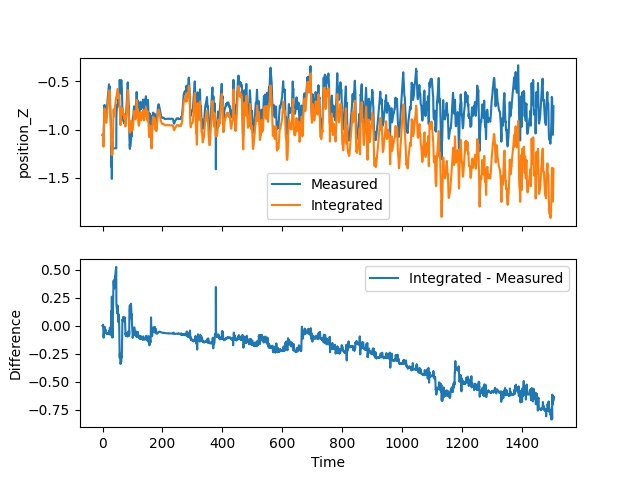 position_Z
−0.5
−1.0
−1.5
Measured
Integrated
Difference
0.50
0.25
0.00
−0.25
−0.50
−0.75
Integrated - Measured
0 200 400 600 800 1000 1200 1400
Time